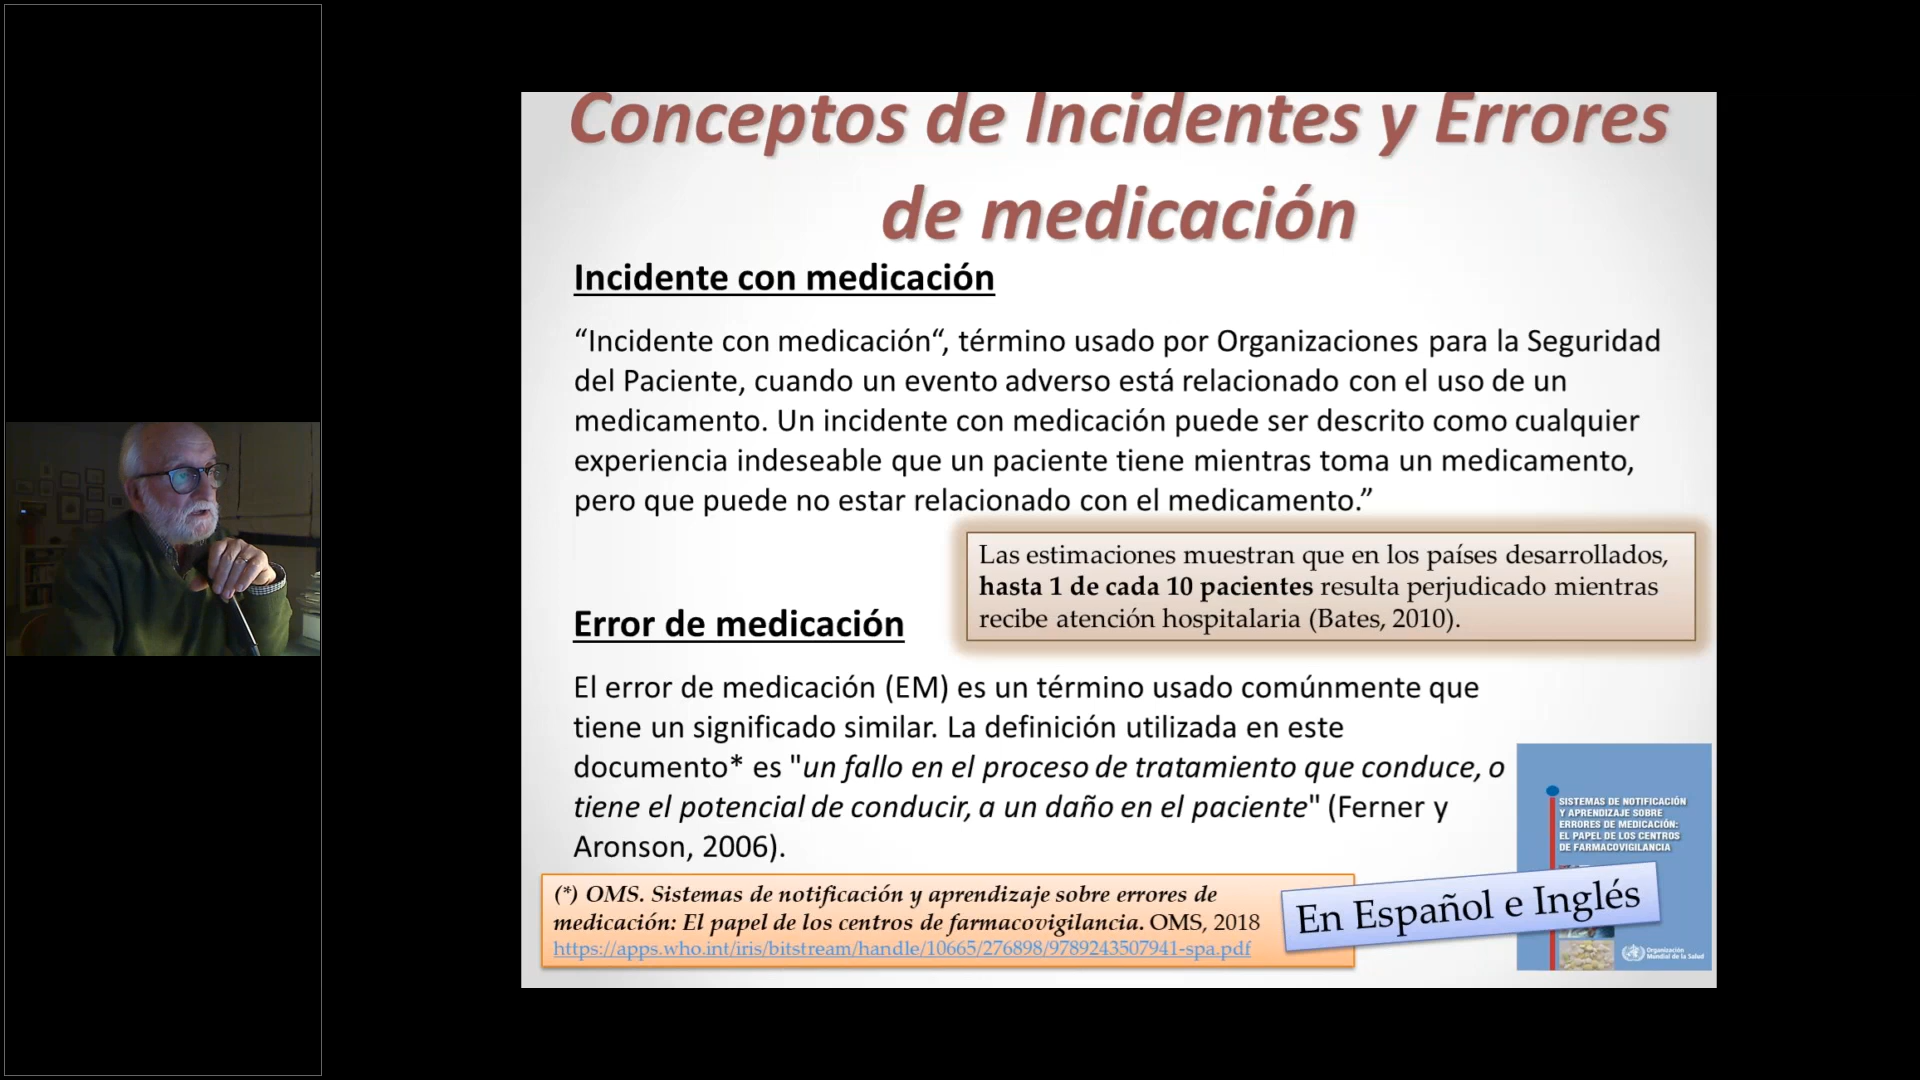 Conceptos de Incidentes y Errores
de medicación
Incidente con medicación
“Incidente con medicación“, término usado por Organizaciones para la Seguridad
del Paciente, cuando un evento adverso está relacionado con el uso de un
medicamento. Un incidente con medicación puede ser descrito como cualquier
experiencia indeseable que un paciente tiene mientras toma un medicamento,
pero que puede no estar relacionado con el medicamento.”
Las estimaciones muestran que en los países desarrollados,
hasta 1 de cada 10 pacientes resulta perjudicado mientras
recibe atención hospitalaria (Bates, 2010).
Error de medicación
El error de medicación (EM) es un término usado comúnmente que
tiene un significado similar. La definición utilizada en este
documento* es "un fallo en el proceso de tratamiento que conduce, o
tiene el potencial de conducir, a un daño en el paciente" (Ferner y
Aronson, 2006).
(*) OMS. Sistemas de notificación y aprendizaje sobre errores de
medicación: El papel de los centros de farmacovigilancia. OMS, 2018
https://apps.who.int/iris/bitstream/handle/10665/276898/9789243507941-spa.pdf
SISTEMAS DE NOTIFICACIÓN
Y APRENDIZAJE SOBRE
ERRORES DE MEDICACIÓN:
EL PAPEL DE LOS CENTROS
DE FARMACOVIGILANCIA
En Español e Inglés
Organización
Mundial de la Salud